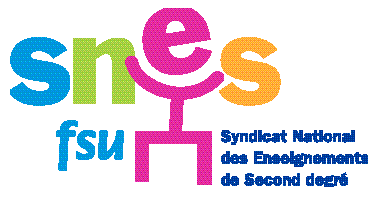 snes
fsu
Syndicat National
des Enseignements
de Second degré